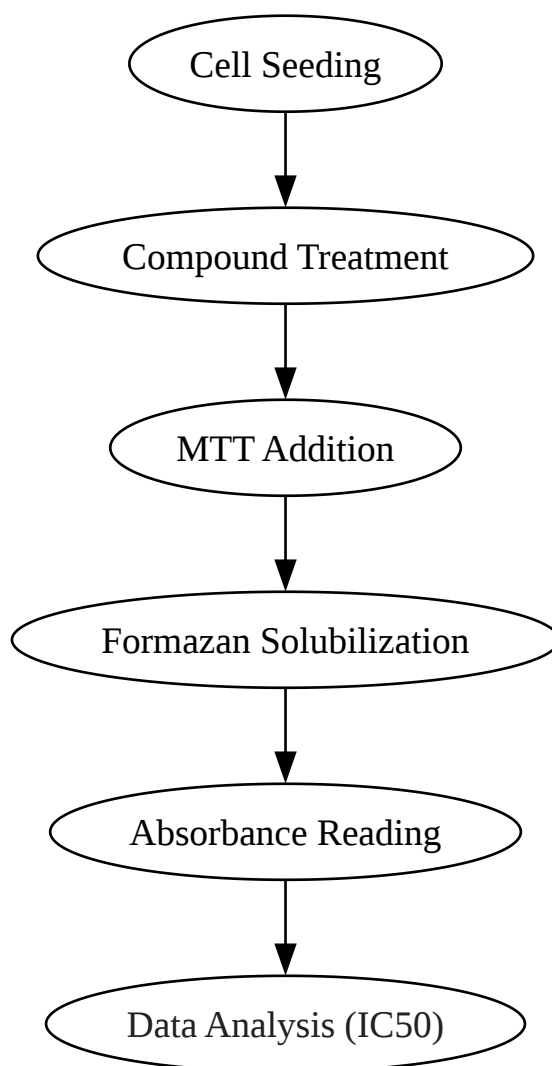 Cell Seeding
Compound Treatment
MTT Addition
Formazan Solubilization
Absorbance Reading
Data Analysis (IC50)